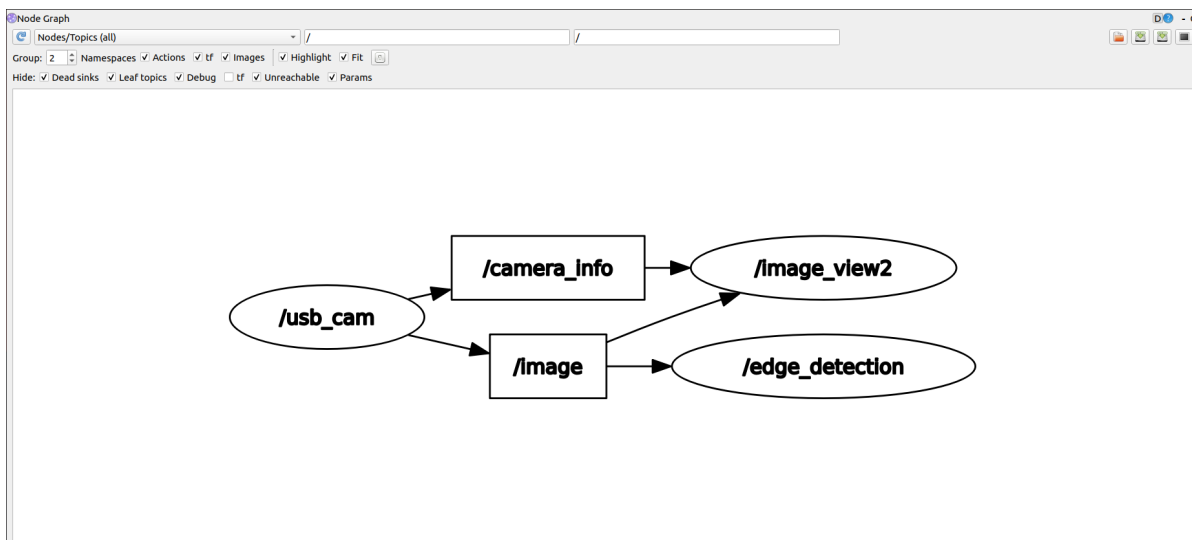 Node Graph
D ? -
Nodes/Topics (all) / /
Group: 2 Namespaces Actions tf Images Highlight Fit
Hide: Dead sinks Leaf topics Debug tf Unreachable Params
/camera_info
/image_view2
/usb_cam
/image
/edge_detection